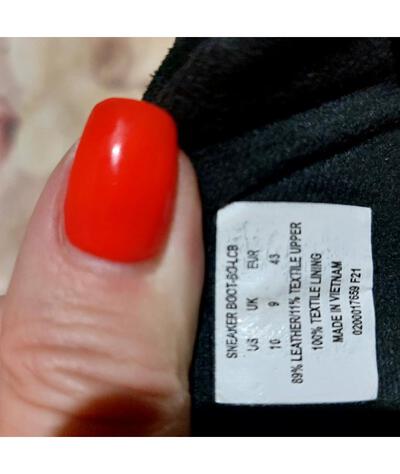 SNEAKER BOOT-BO-LCB
US UK EUR
10 9 43
89% LEATHER/11% TEXTILE UPPER
100% TEXTILE LINING
MADE IN VIETNAM
0200017659 F21